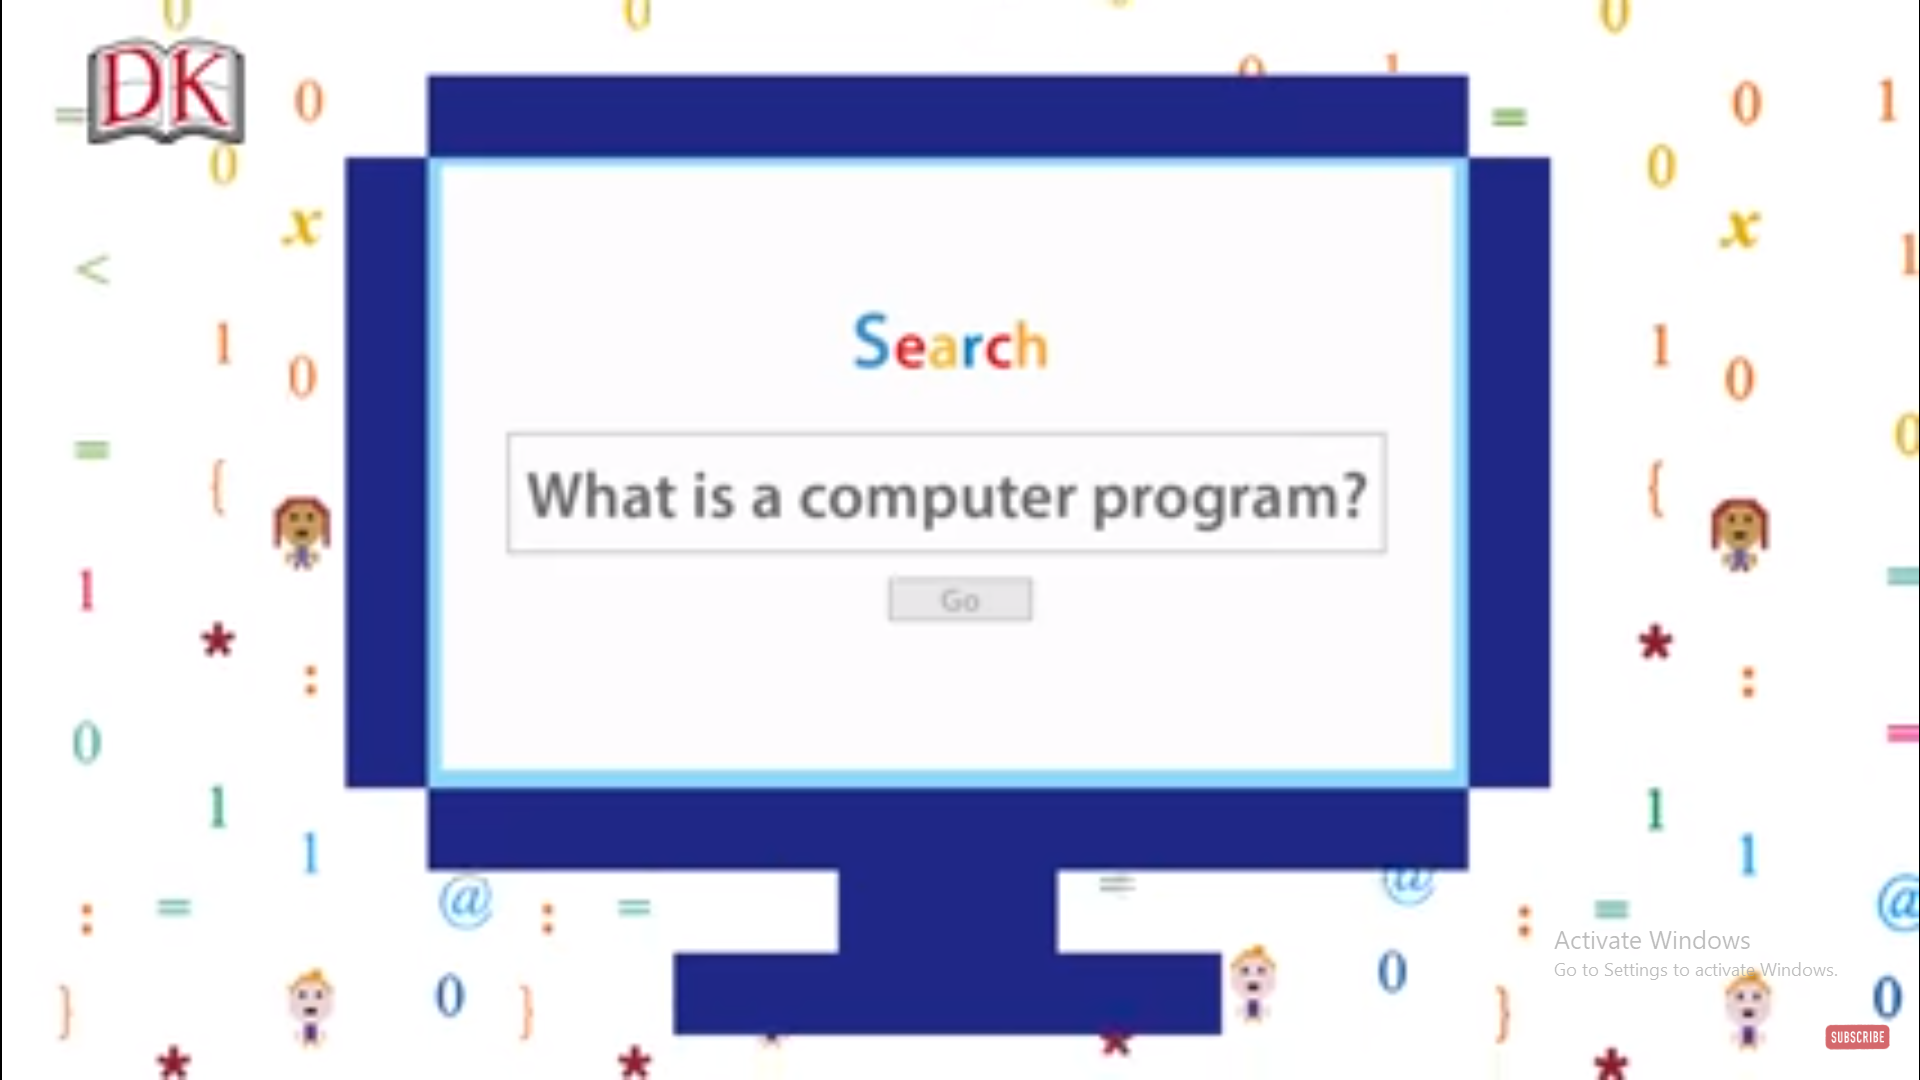 DK
Search
What is a computer program?
Go
Activate Windows
Go to Settings to activate Windows.
SUBSCRIBE